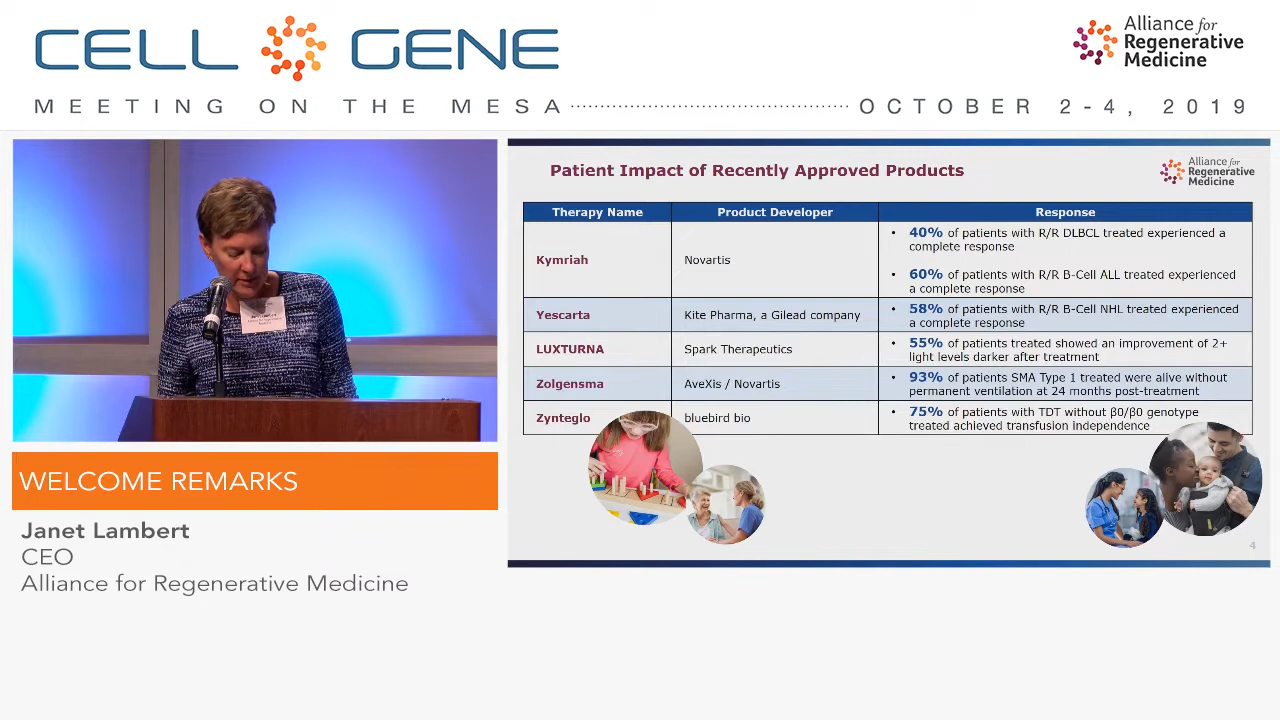 CELL GENE
MEETING ON THE MESA
OCTOBER 2-4, 2019
Alliance for
Regenerative
Medicine
Patient Impact of Recently Approved Products
Alliance for
Regenerative
Medicine
Therapy Name Product Developer Response
Kymriah Novartis
• 40% of patients with R/R DLBCL treated experienced a
complete response
• 60% of patients with R/R B-Cell ALL treated experienced
a complete response
Yescarta Kite Pharma, a Gilead company
• 58% of patients with R/R B-Cell NHL treated experienced
a complete response
LUXTURNA Spark Therapeutics
• 55% of patients treated showed an improvement of 2+
light levels darker after treatment
Zolgensma AveXis / Novartis
• 93% of patients SMA Type 1 treated were alive without
permanent ventilation at 24 months post-treatment
Zynteglo bluebird bio
• 75% of patients with TDT without β0/β0 genotype
treated achieved transfusion independence
4
WELCOME REMARKS
Janet Lambert
CEO
Alliance for Regenerative Medicine